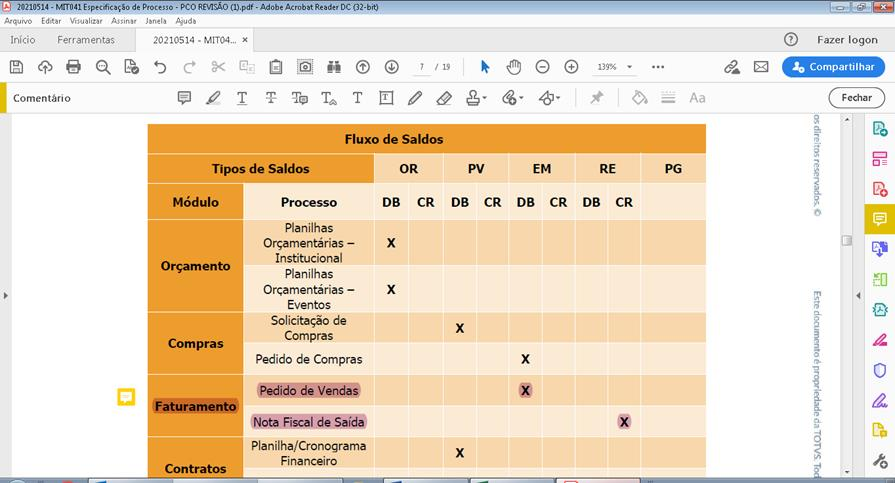 20210514 - MIT041 Especificação de Processo - PCO REVISÃO (1).pdf - Adobe Acrobat Reader DC (32-bit)
Arquivo Editar Visualizar Assinar Janela Ajuda
Início Ferramentas 20210514 - MIT04... × Fazer logon
7 / 19 139% Compartilhar
Comentário Fechar
Fluxo de Saldos
Tipos de Saldos OR PV EM RE PG
Módulo Processo DB CR DB CR DB CR DB CR
Orçamento
Planilhas
Orçamentárias –
Institucional
X
Planilhas
Orçamentárias –
Eventos
X
Compras
Solicitação de
Compras
X
Pedido de Compras X
Faturamento
Pedido de Vendas X
Nota Fiscal de Saída X
Contratos
Planilha/Cronograma
Financeiro
X
os direitos reservados. ©
Este documento é propriedade da TOTVS. Tod